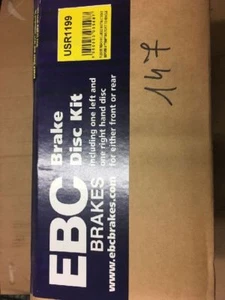 USR1199
EBC
Brake
Disc Kit
BRAKES
including one left and
one right hand disc
for either front or rear
www.ebcbrakes.com
147